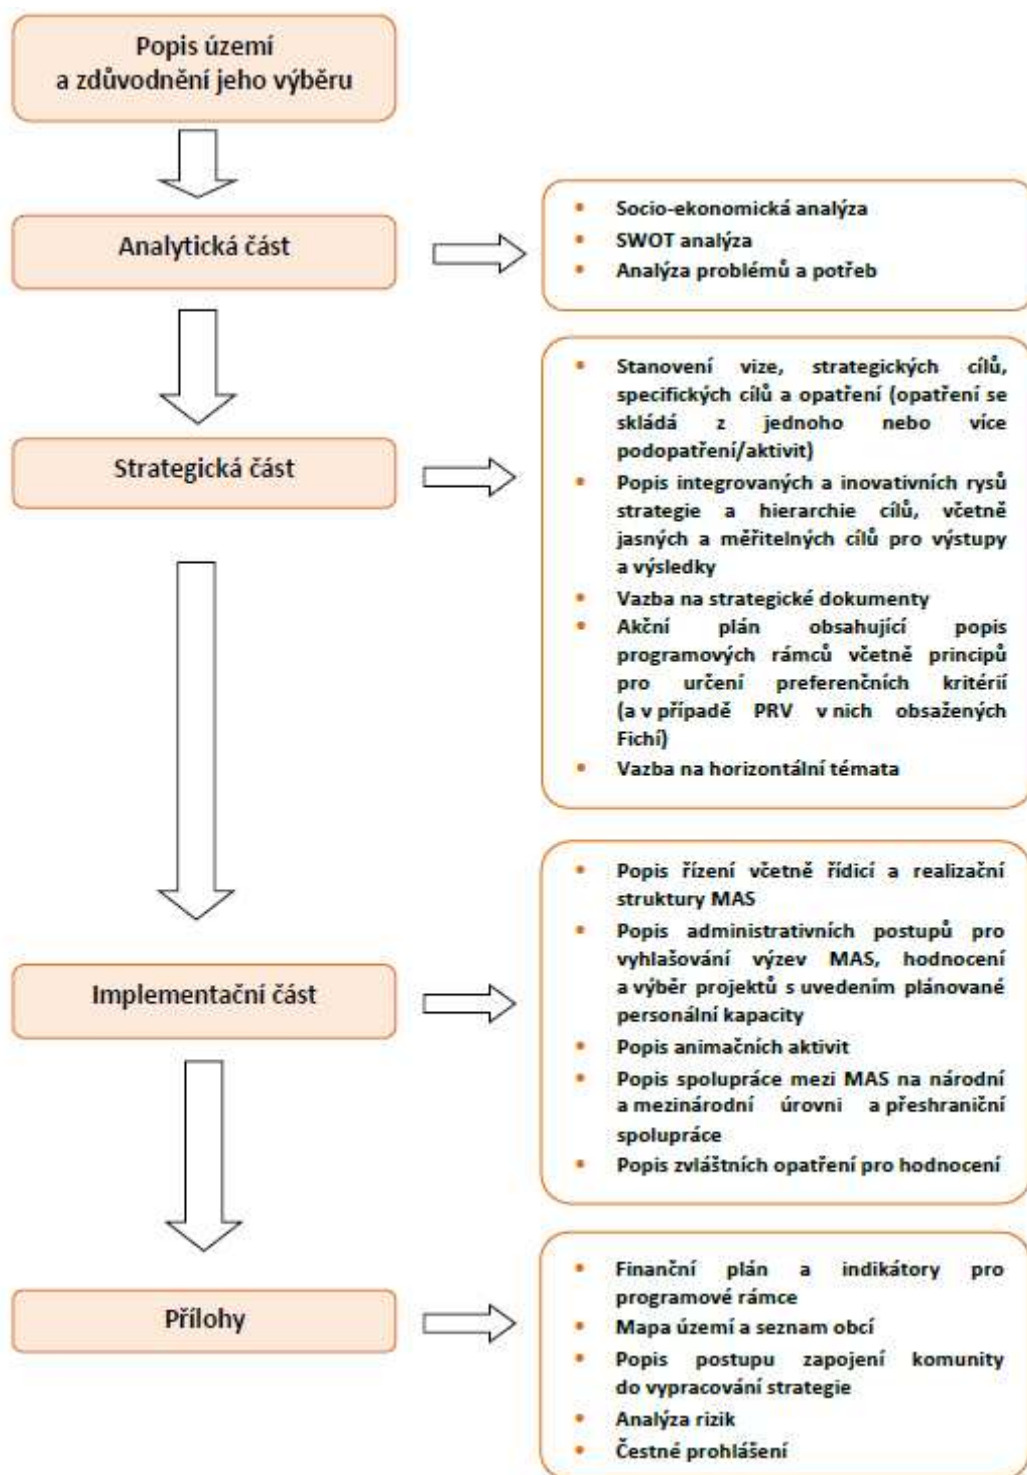 Popis území
a zdůvodnění jeho výběru
Analytická část
• Socio-ekonomická analýza
• SWOT analýza
• Analýza problémů a potřeb
Strategická část
• Stanovení vize, strategických cílů,
specifických cílů a opatření (opatření se
skládá z jednoho nebo více
podopatření/aktivit)
• Popis integrovaných a inovativních rysů
strategie a hierarchie cílů, včetně
jasných a měřitelných cílů pro výstupy
a výsledky
• Vazba na strategické dokumenty
• Akční plán obsahující popis
programových rámců včetně principů
pro určení preferenčních kritérií
(a v případě PRV v nich obsažených
Fichí)
• Vazba na horizontální témata
Implementační část
• Popis řízení včetně řídicí a realizační
struktury MAS
• Popis administrativních postupů pro
vyhlašování výzev MAS, hodnocení
a výběr projektů s uvedením plánované
personální kapacity
• Popis animačních aktivit
• Popis spolupráce mezi MAS na národní
a mezinárodní úrovni a přeshraniční
spolupráce
• Popis zvláštních opatření pro hodnocení
Přílohy
• Finanční plán a indikátory pro
programové rámce
• Mapa území a seznam obcí
• Popis postupu zapojení komunity
do vypracování strategie
• Analýza rizik
• Čestné prohlášení